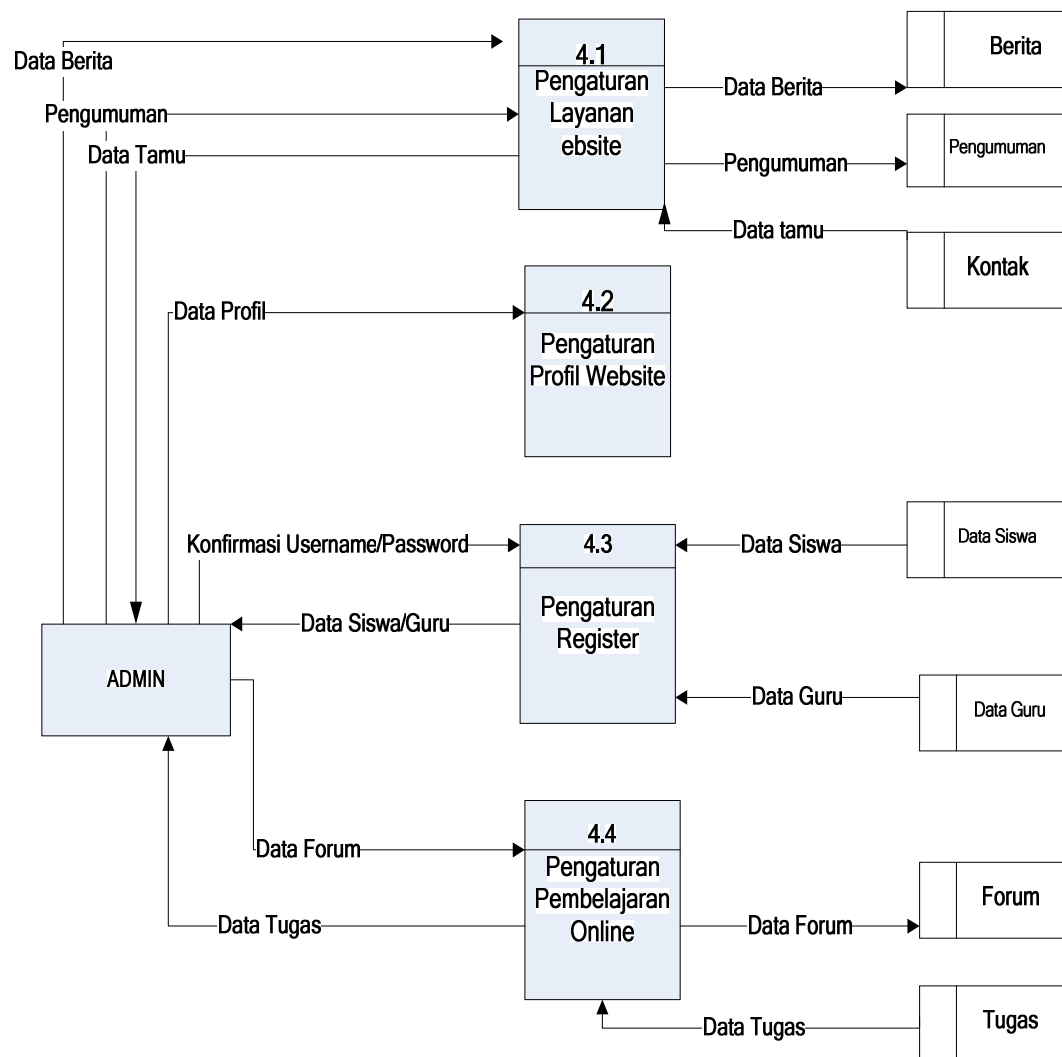 Data Berita
Pengumuman
Data Tamu
4.1
Pengaturan
Layanan
ebsite
Data Berita
Berita
Pengumuman
Pengumuman
Data tamu
Kontak
Data Profil
4.2
Pengaturan
Profil Website
Konfirmasi Username/Password
4.3
Pengaturan
Register
Data Siswa
Data Siswa
Data Siswa/Guru
ADMIN
Data Guru
Data Guru
Data Forum
4.4
Pengaturan
Pembelajaran
Online
Data Tugas
Data Forum
Forum
Data Tugas
Tugas